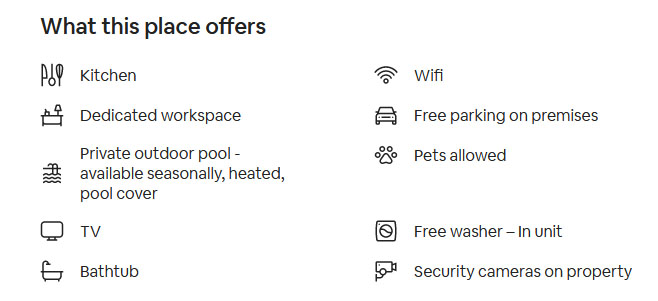 What this place offers
Kitchen
Wifi
Dedicated workspace
Free parking on premises
Private outdoor pool -
available seasonally, heated,
pool cover
Pets allowed
TV
Free washer – In unit
Bathtub
Security cameras on property